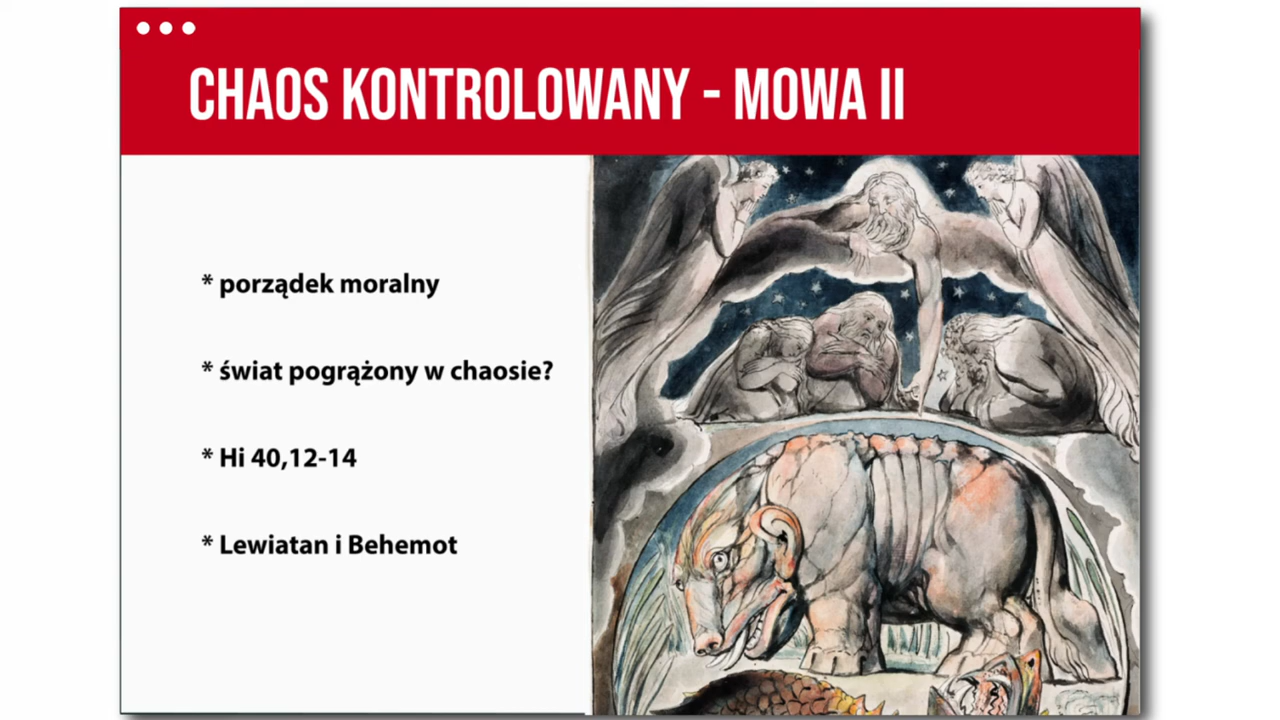 CHAOS KONTROLOWANY - MOWA II
* porządek moralny
* świat pogrążony w chaosie?
* Hi 40,12-14
* Lewiatan i Behemot